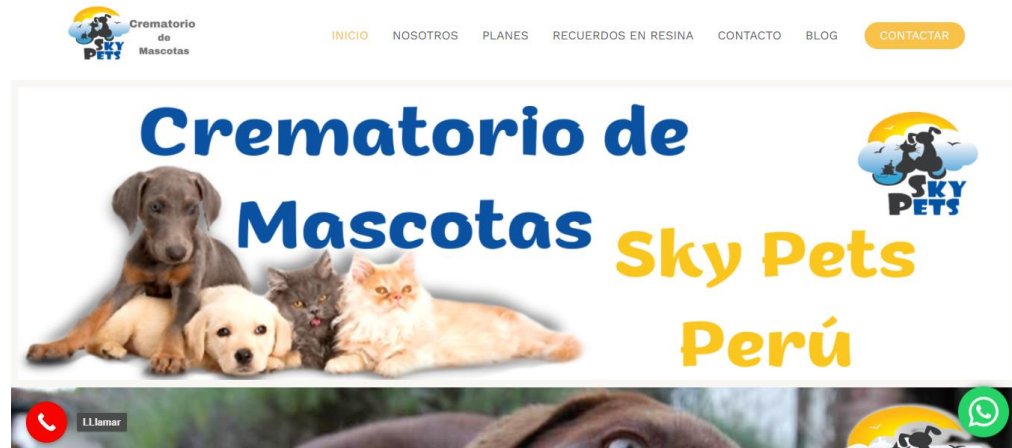 Crematorio
de
Mascotas
SKY
PETS
INICIO NOSOTROS PLANES RECUERDOS EN RESINA CONTACTO BLOG CONTACTAR
Crematorio de
Mascotas
SKY
PETS
Sky Pets
Perú
LLlamar